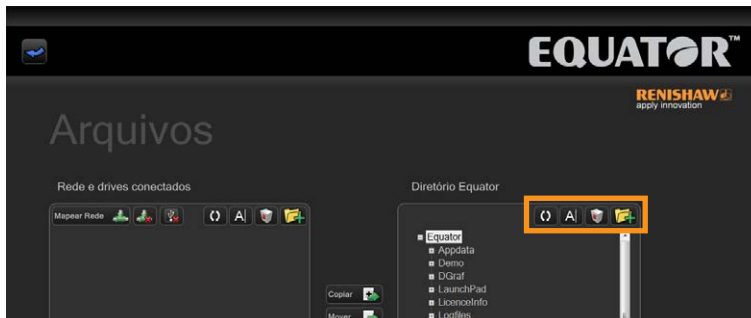 EQUATOR™
RENISHAW
apply innovation
Arquivos
Rede e drives conectados
Diretório Equator
Mapear Rede
A|
A|
Equator
Appdata
Demo
DGraf
LaunchPad
LicenceInfo
Logfiles
Copiar
Mover